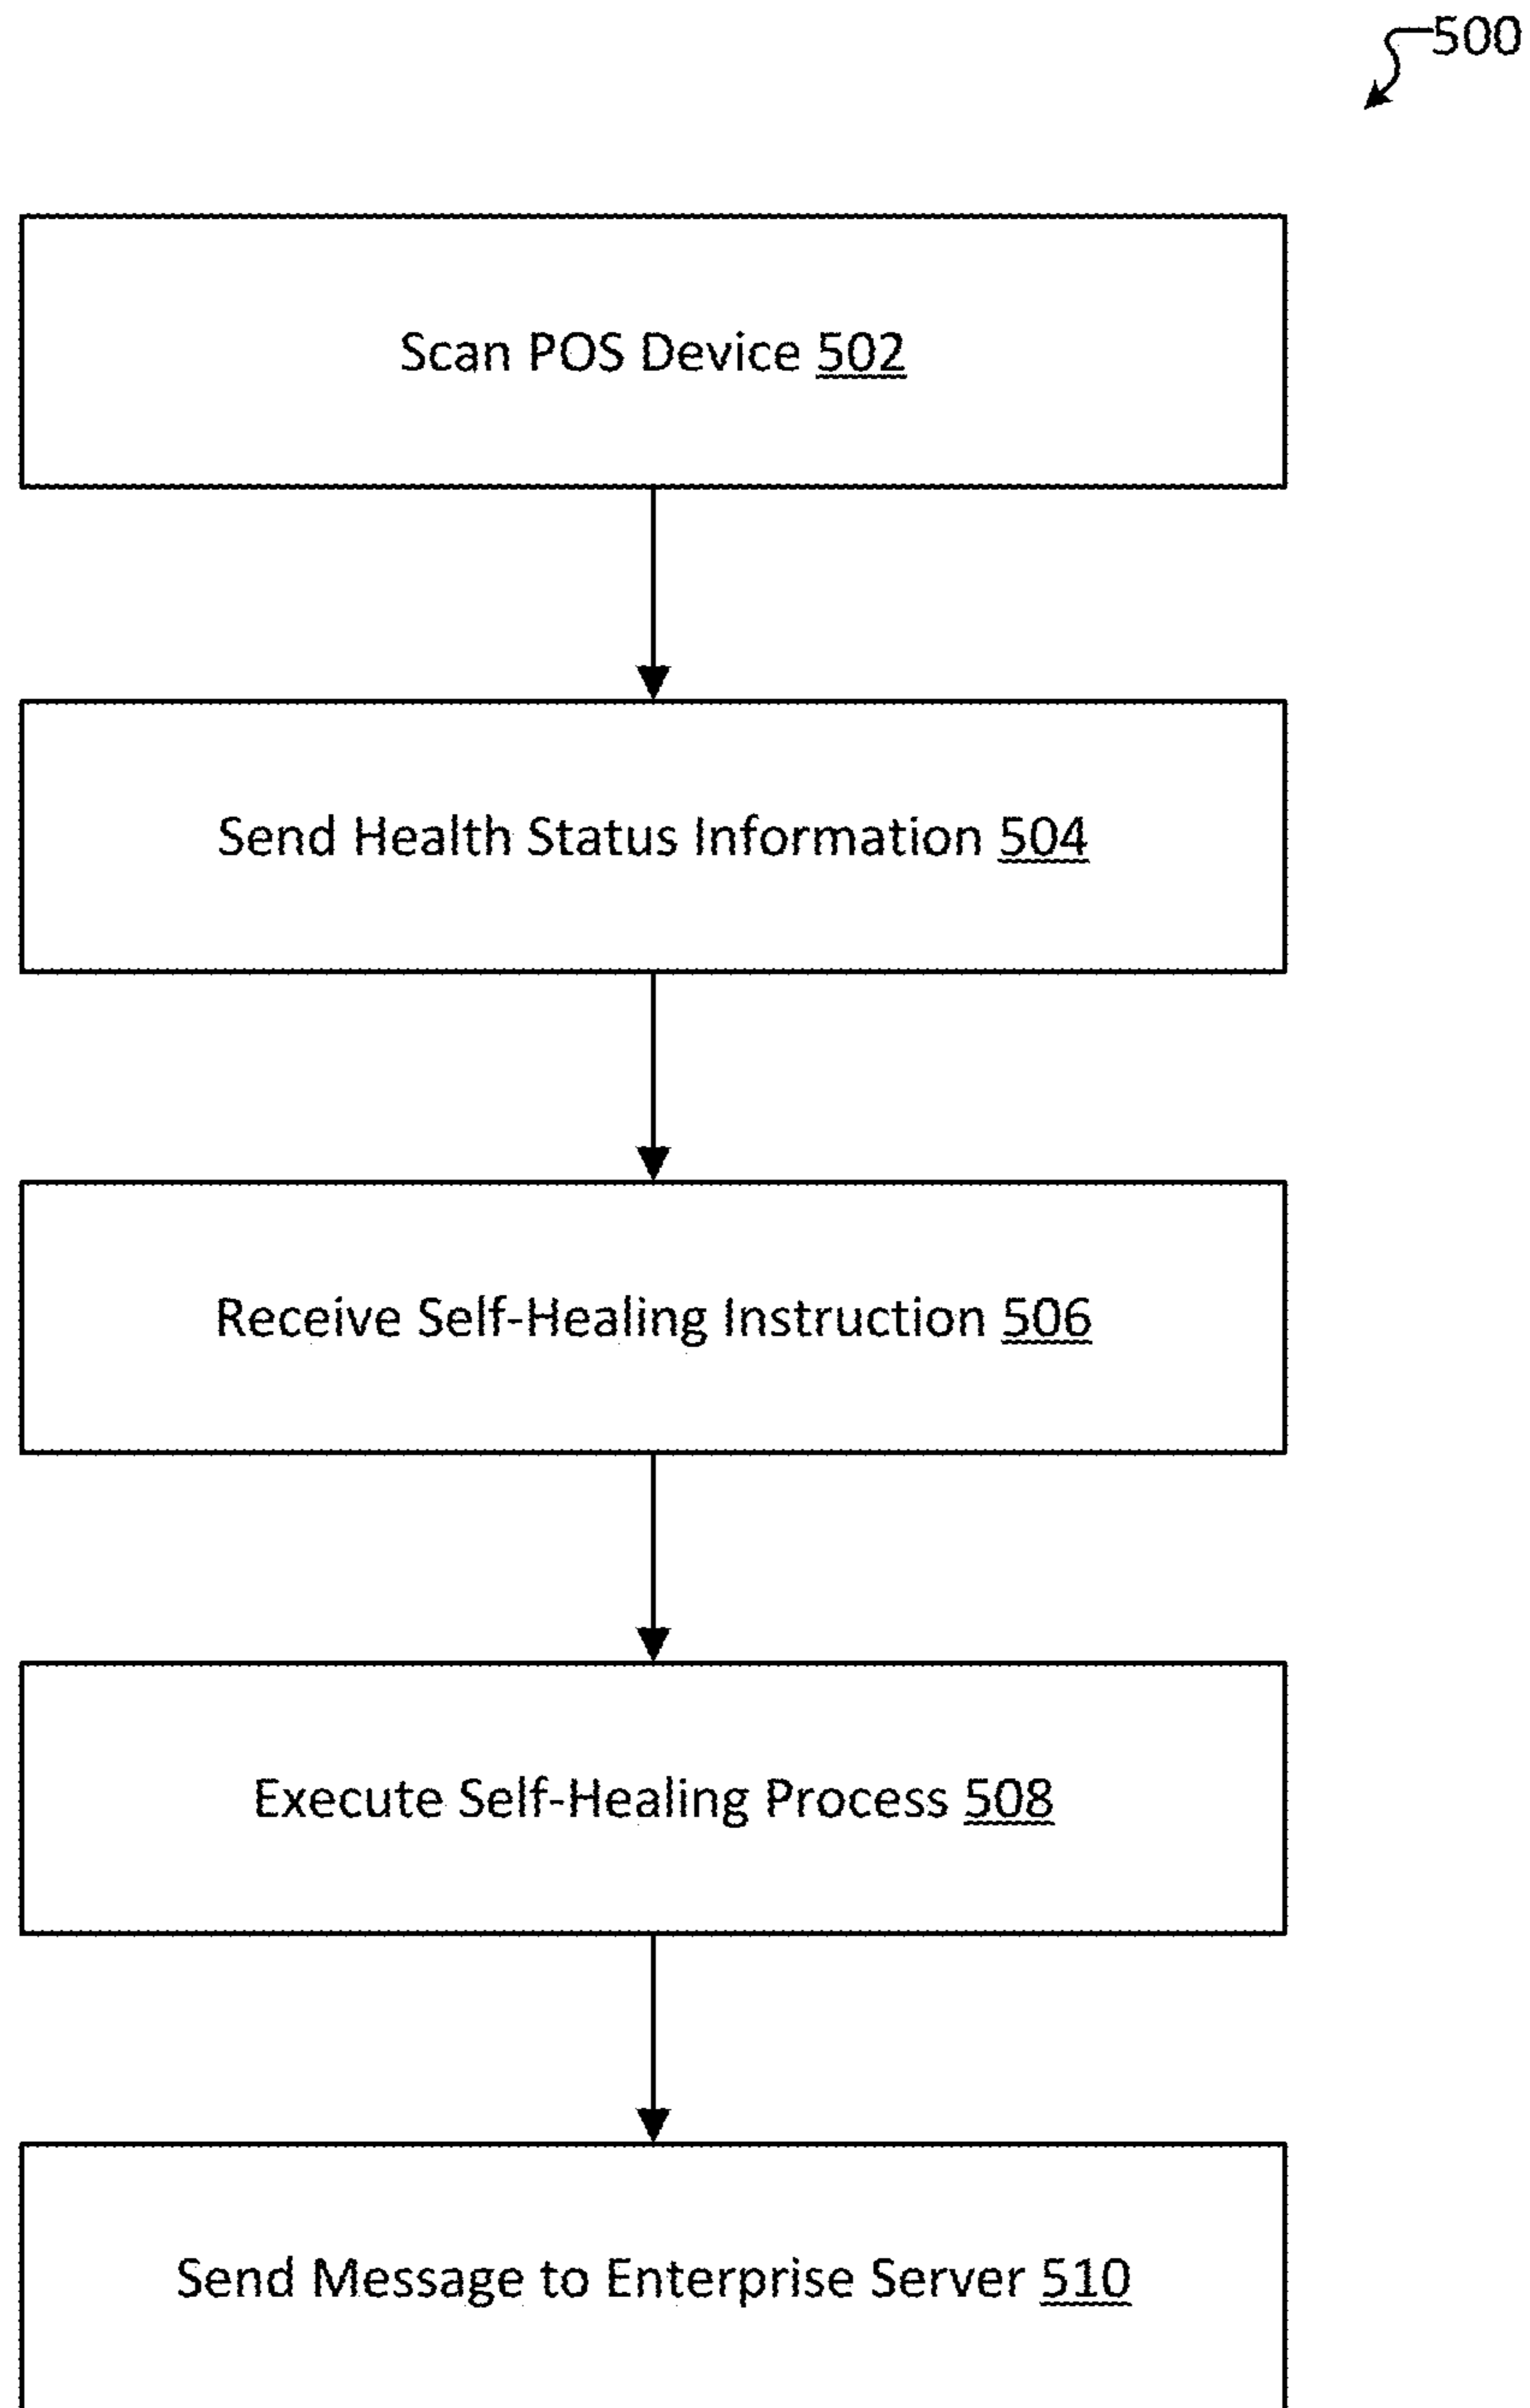 500
Scan POS Device 502
Send Health Status Information 504
Receive Self-Healing Instruction 506
Execute Self-Healing Process 508
Send Message to Enterprise Server 510